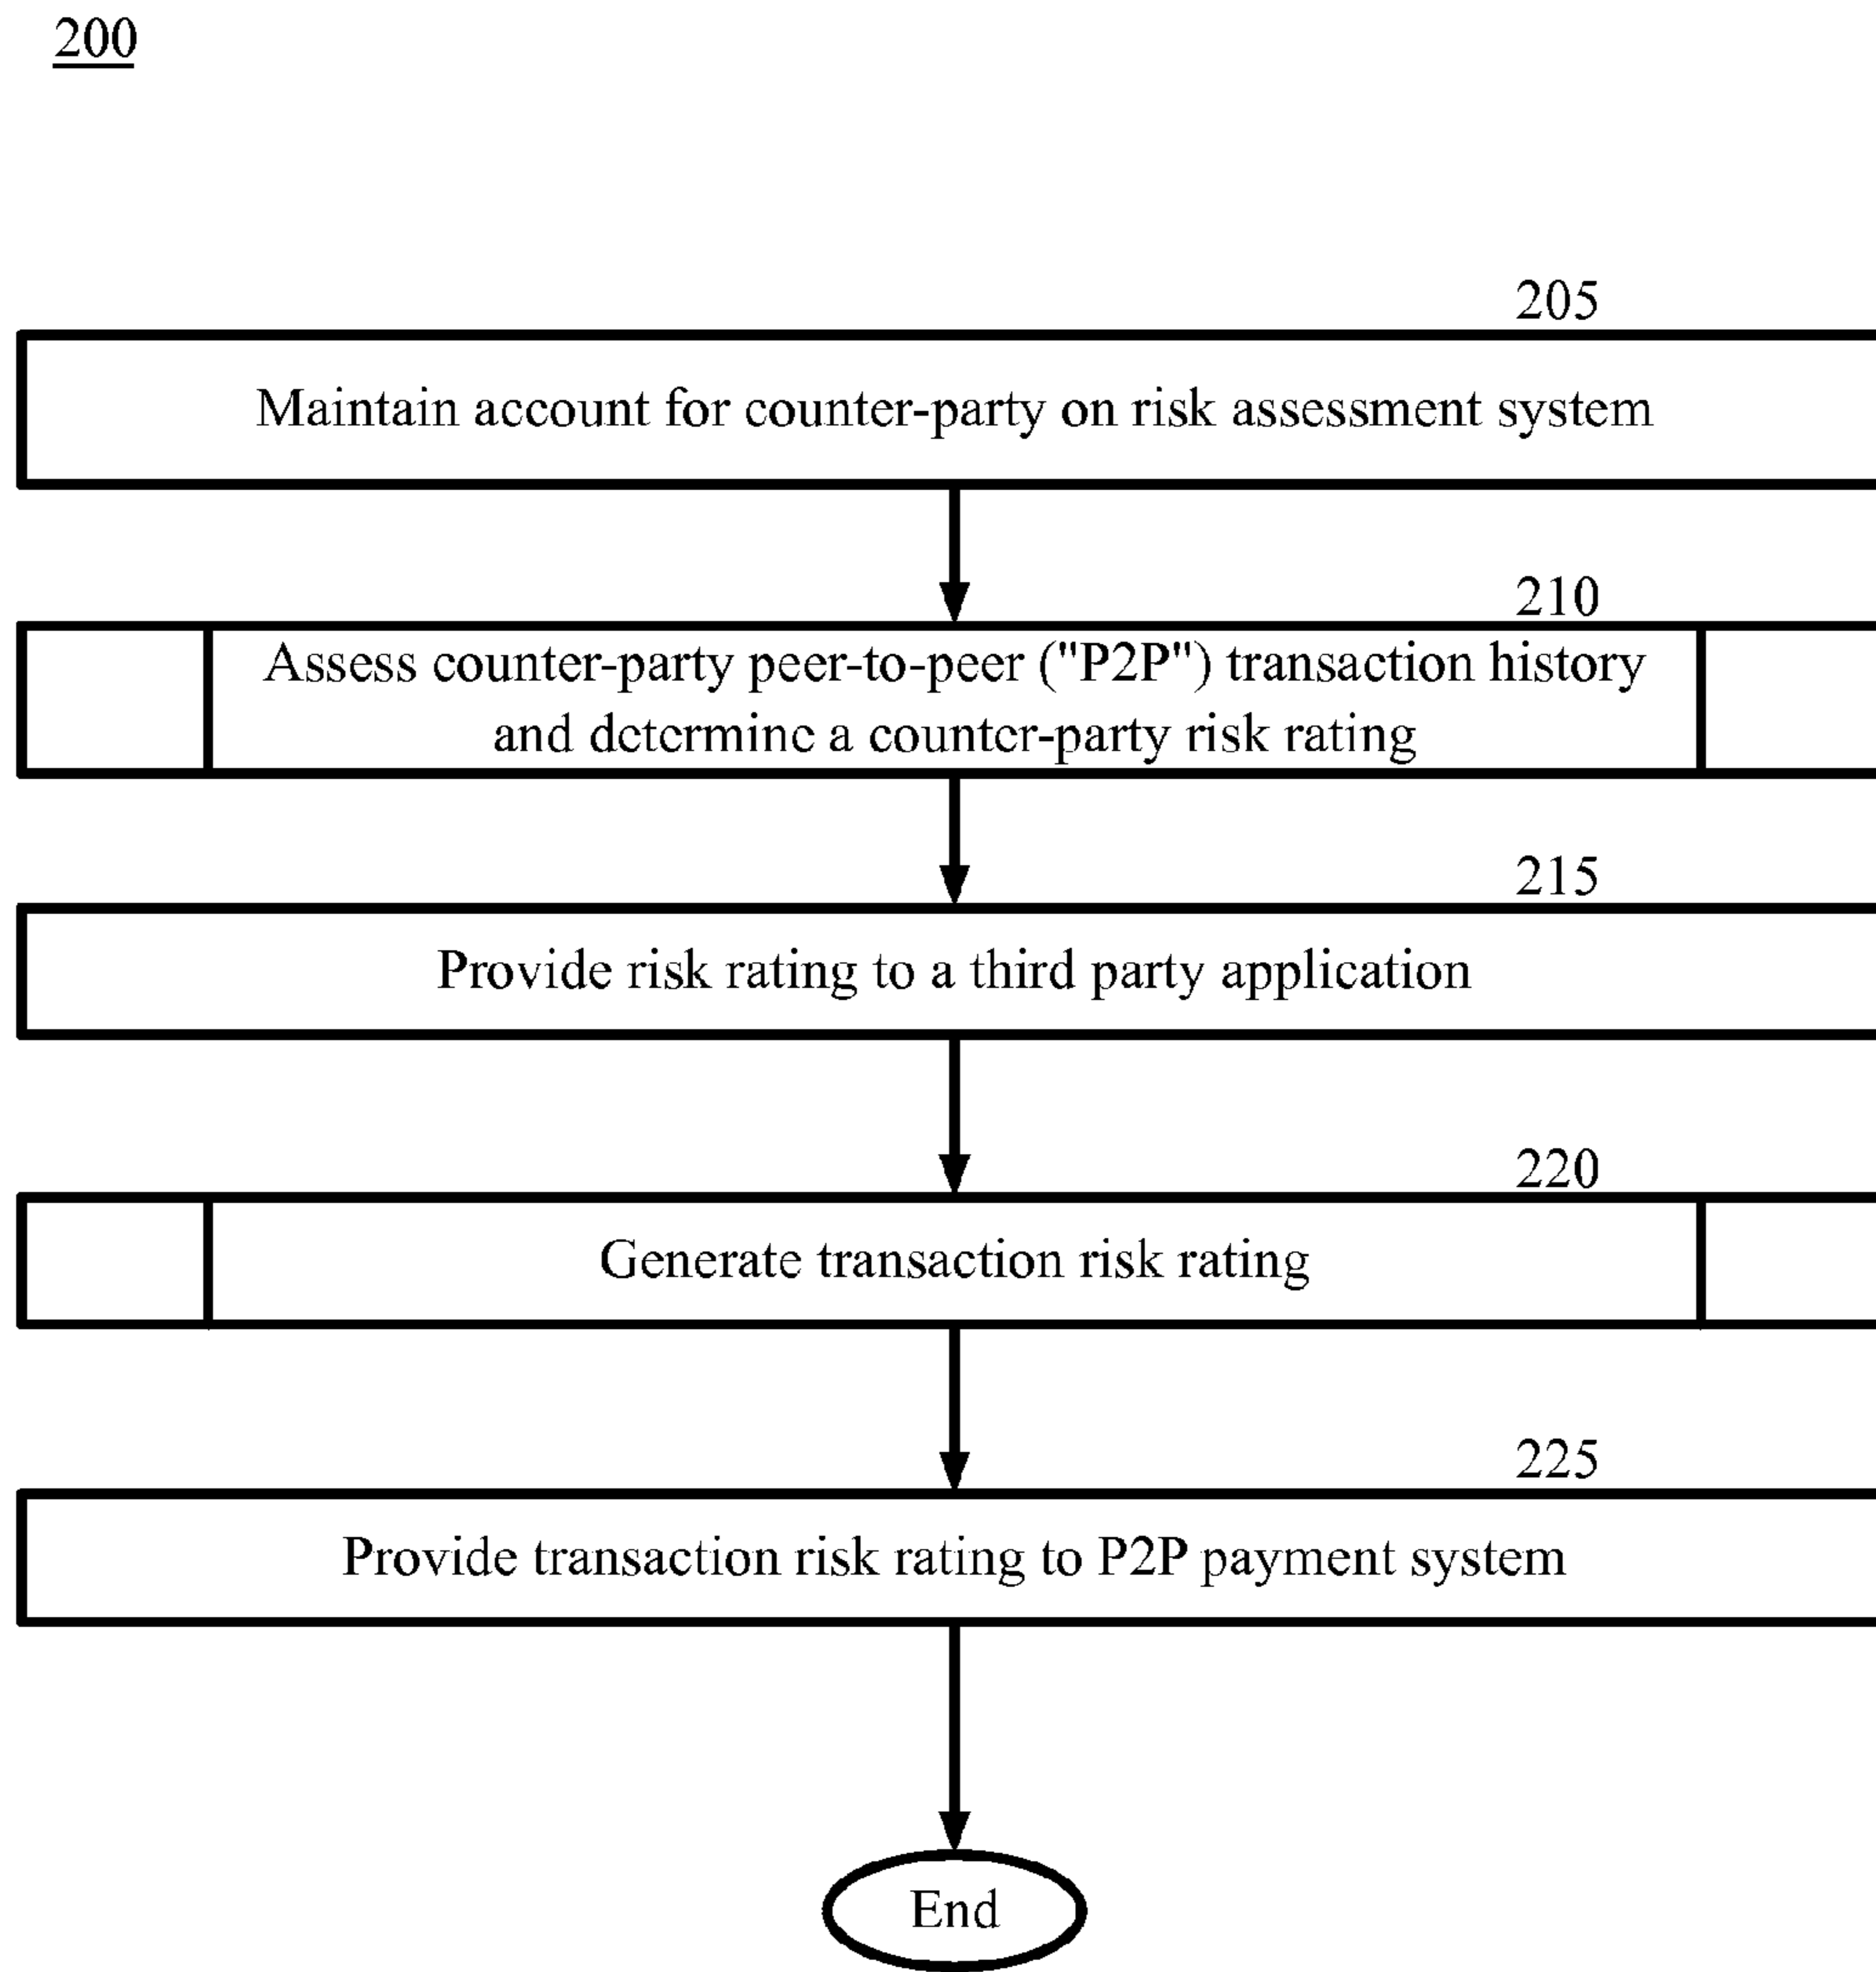 200
205
Maintain account for counter-party on risk assessment system
210
Assess counter-party peer-to-peer ("P2P") transaction history
and determine a counter-party risk rating
215
Provide risk rating to a third party application
220
Generate transaction risk rating
225
Provide transaction risk rating to P2P payment system
End